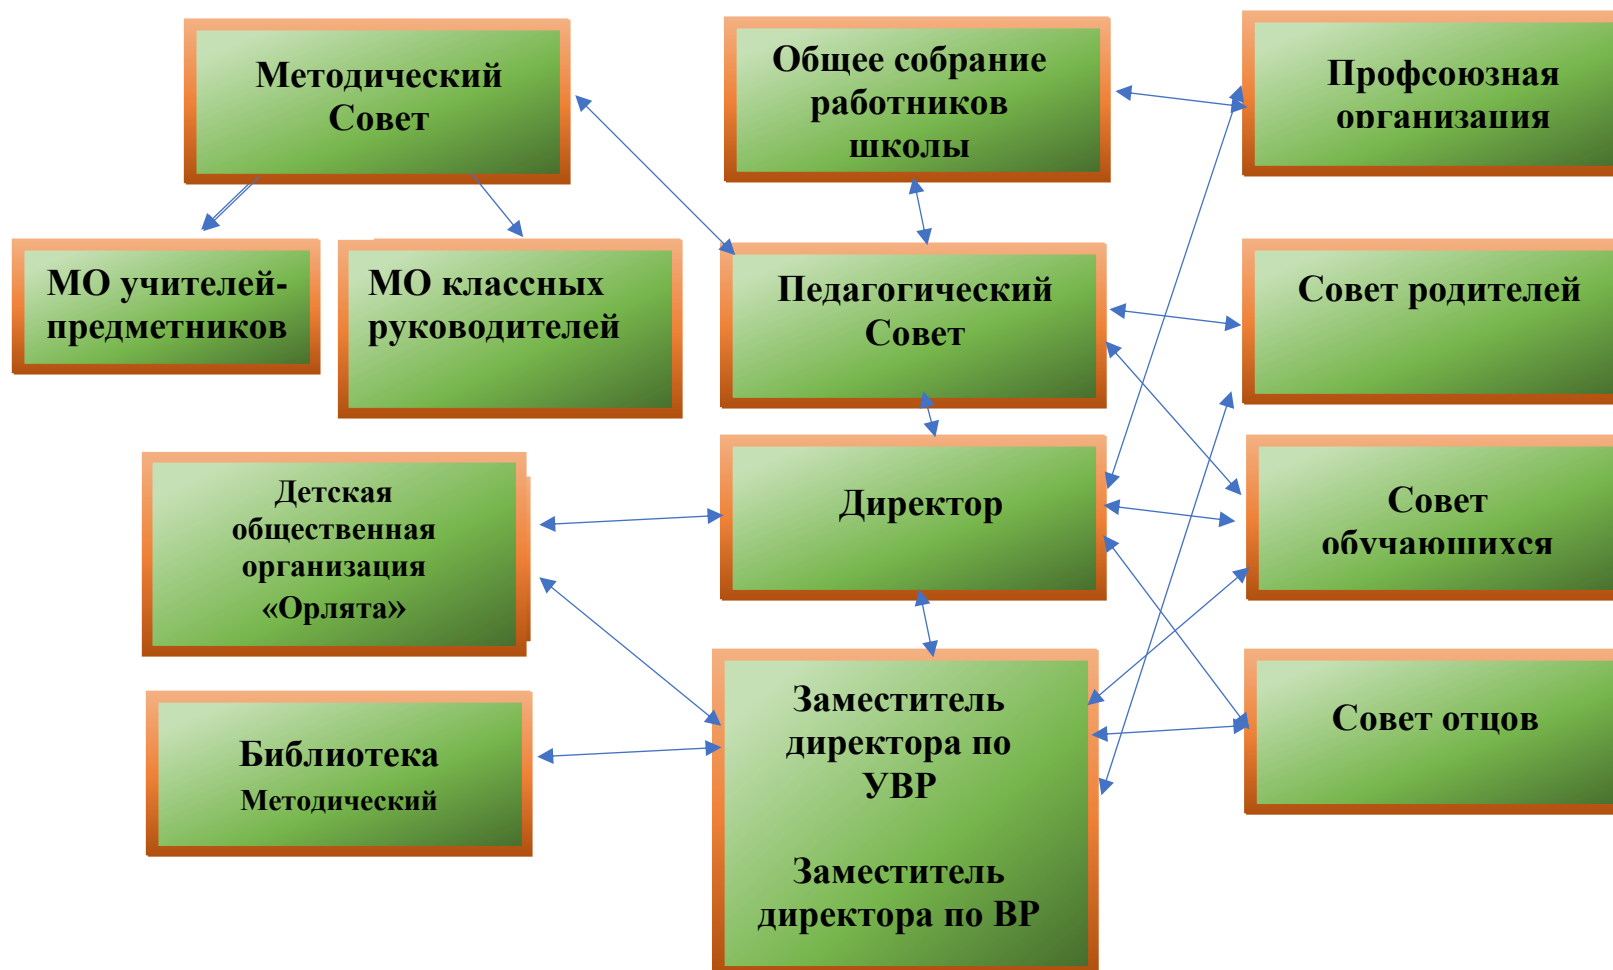 Методический
Совет
Общее собрание
работников
школы
Профсоюзная
организация
МО учителей-
предметников
МО классных
руководителей
Педагогический
Совет
Совет родителей
Детская
общественная
организация
«Орлята»
Директор
Совет
обучающихся
Библиотека
Методический
Заместитель
директора по
УВР
Заместитель
директора по ВР
Совет отцов